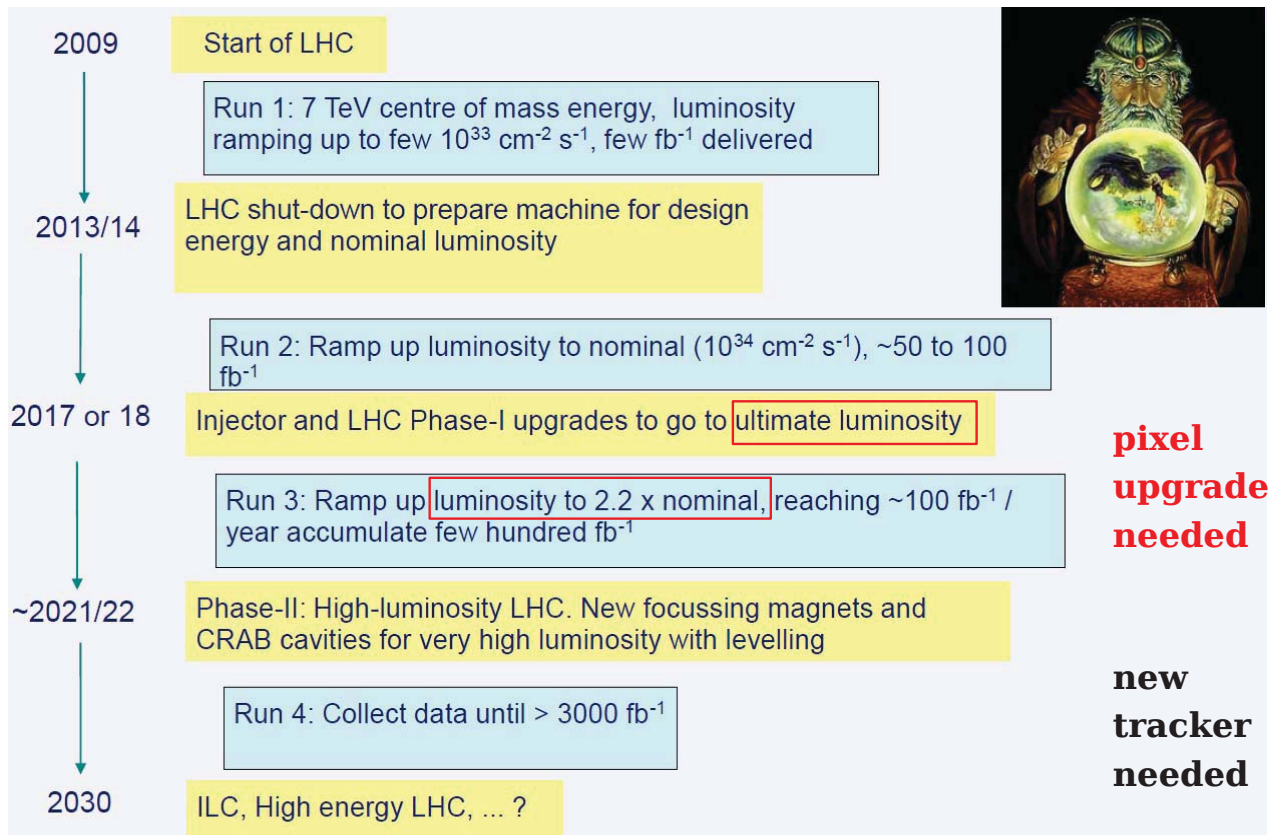 2009
Start of LHC
Run 1: 7 TeV centre of mass energy, luminosity
ramping up to few 10³³ cm⁻² s⁻¹, few fb⁻¹ delivered
2013/14
LHC shut-down to prepare machine for design
energy and nominal luminosity
Run 2: Ramp up luminosity to nominal (10³⁴ cm⁻² s⁻¹), ~50 to 100
fb⁻¹
2017 or 18
Injector and LHC Phase-I upgrades to go to ultimate luminosity
pixel
upgrade
needed
Run 3: Ramp up luminosity to 2.2 x nominal, reaching ~100 fb⁻¹ /
year accumulate few hundred fb⁻¹
~2021/22
Phase-II: High-luminosity LHC. New focussing magnets and
CRAB cavities for very high luminosity with levelling
new
tracker
needed
Run 4: Collect data until > 3000 fb⁻¹
2030
ILC, High energy LHC, ... ?